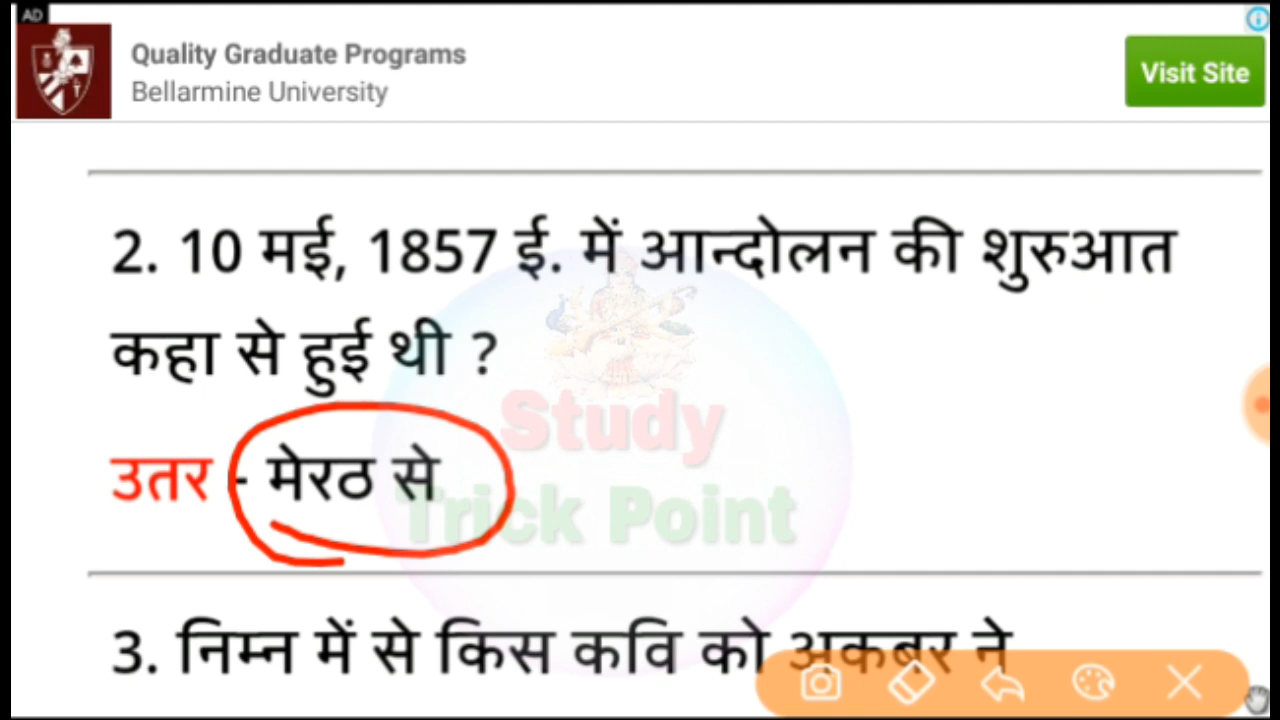 AD
Quality Graduate Programs
Bellarmine University
Visit Site
2. 10 मई, 1857 ई. में आन्दोलन की शुरुआत
कहा से हुई थी ?
उतर - मेरठ से
Study
Trick Point
3. निम्न में से किस कवि को अकबर ने